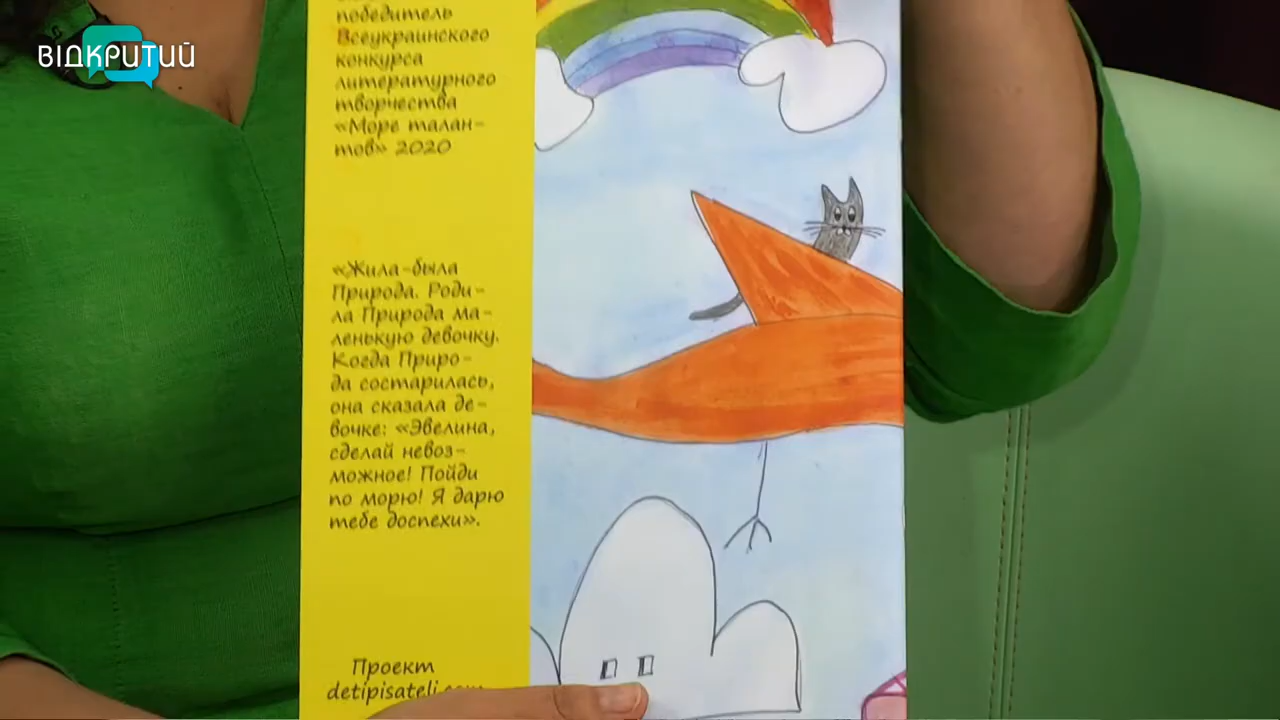 ВІДКРИТИЙ
победитель
Всеукраинского
конкурса
литературного
творчества
«Море талан-
тов» 2020
«Жила-была
Природа. Роди-
ла Природа ма-
ленькую девочку.
Когда Приро-
да состарилась,
она сказала де-
вочке: «Эвелина,
сделай невоз-
можное! Пойди
по морю! Я дарю
тебе доспехи».
Проект
detipisateli.com